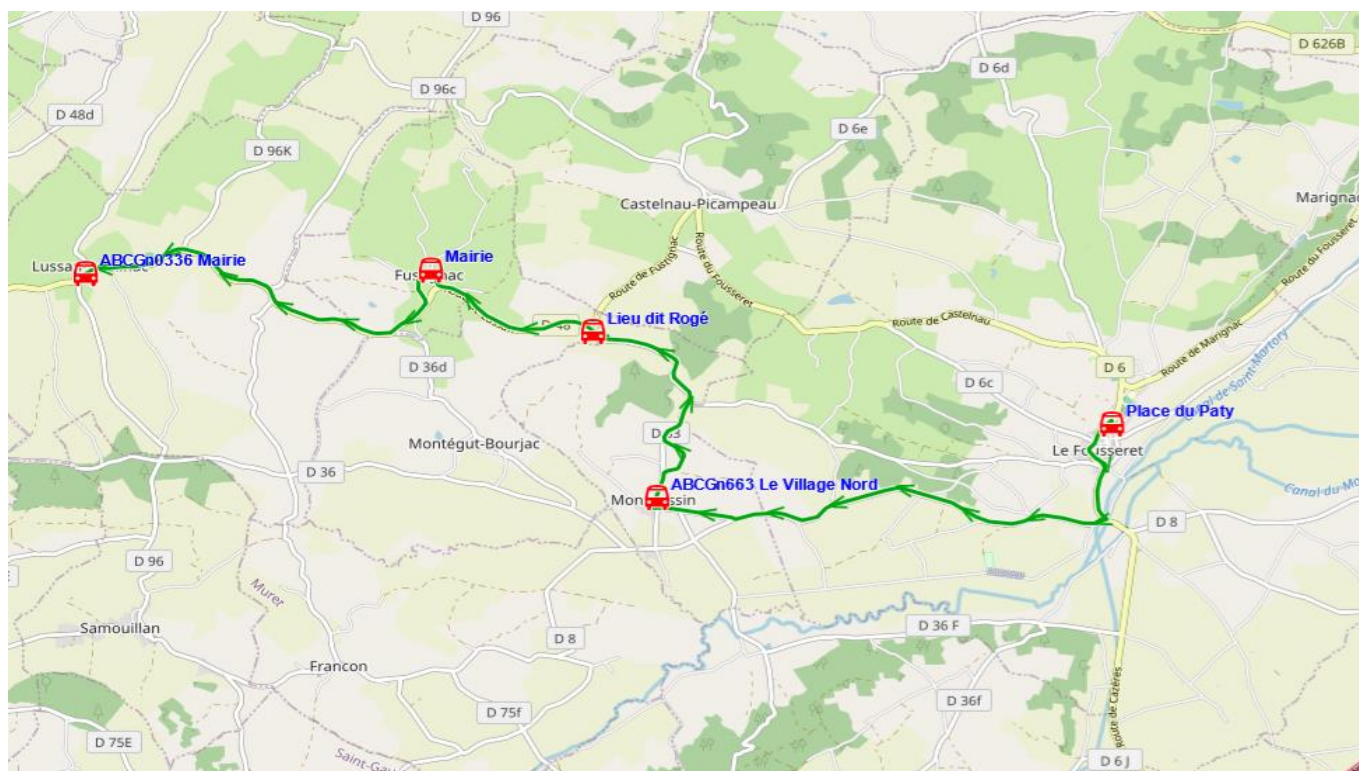 D 96
D 626B
D 6d
D 96c
D 48d
D 6e
D 96K
Castelnau-Picampeau
Marignac
ABCGn0336 Mairie
Mairie
Route de Fustignac
Route du Fousseret
Route du Fousseret
Lieu dit Rogé
Route de Castelnau
Route de Marignac
Canal de Saint-Martory
D 36d
D 6c
D 6
Place du Paty
Montégut-Bourjac
Le Fousseret
D 36
ABCGn663 Le Village Nord
D 8
D 96
Murer
Samouillan
D 8
D 36 F
Francon
D 75f
D 36f
Route de Cazères
D 75E
D 6 J